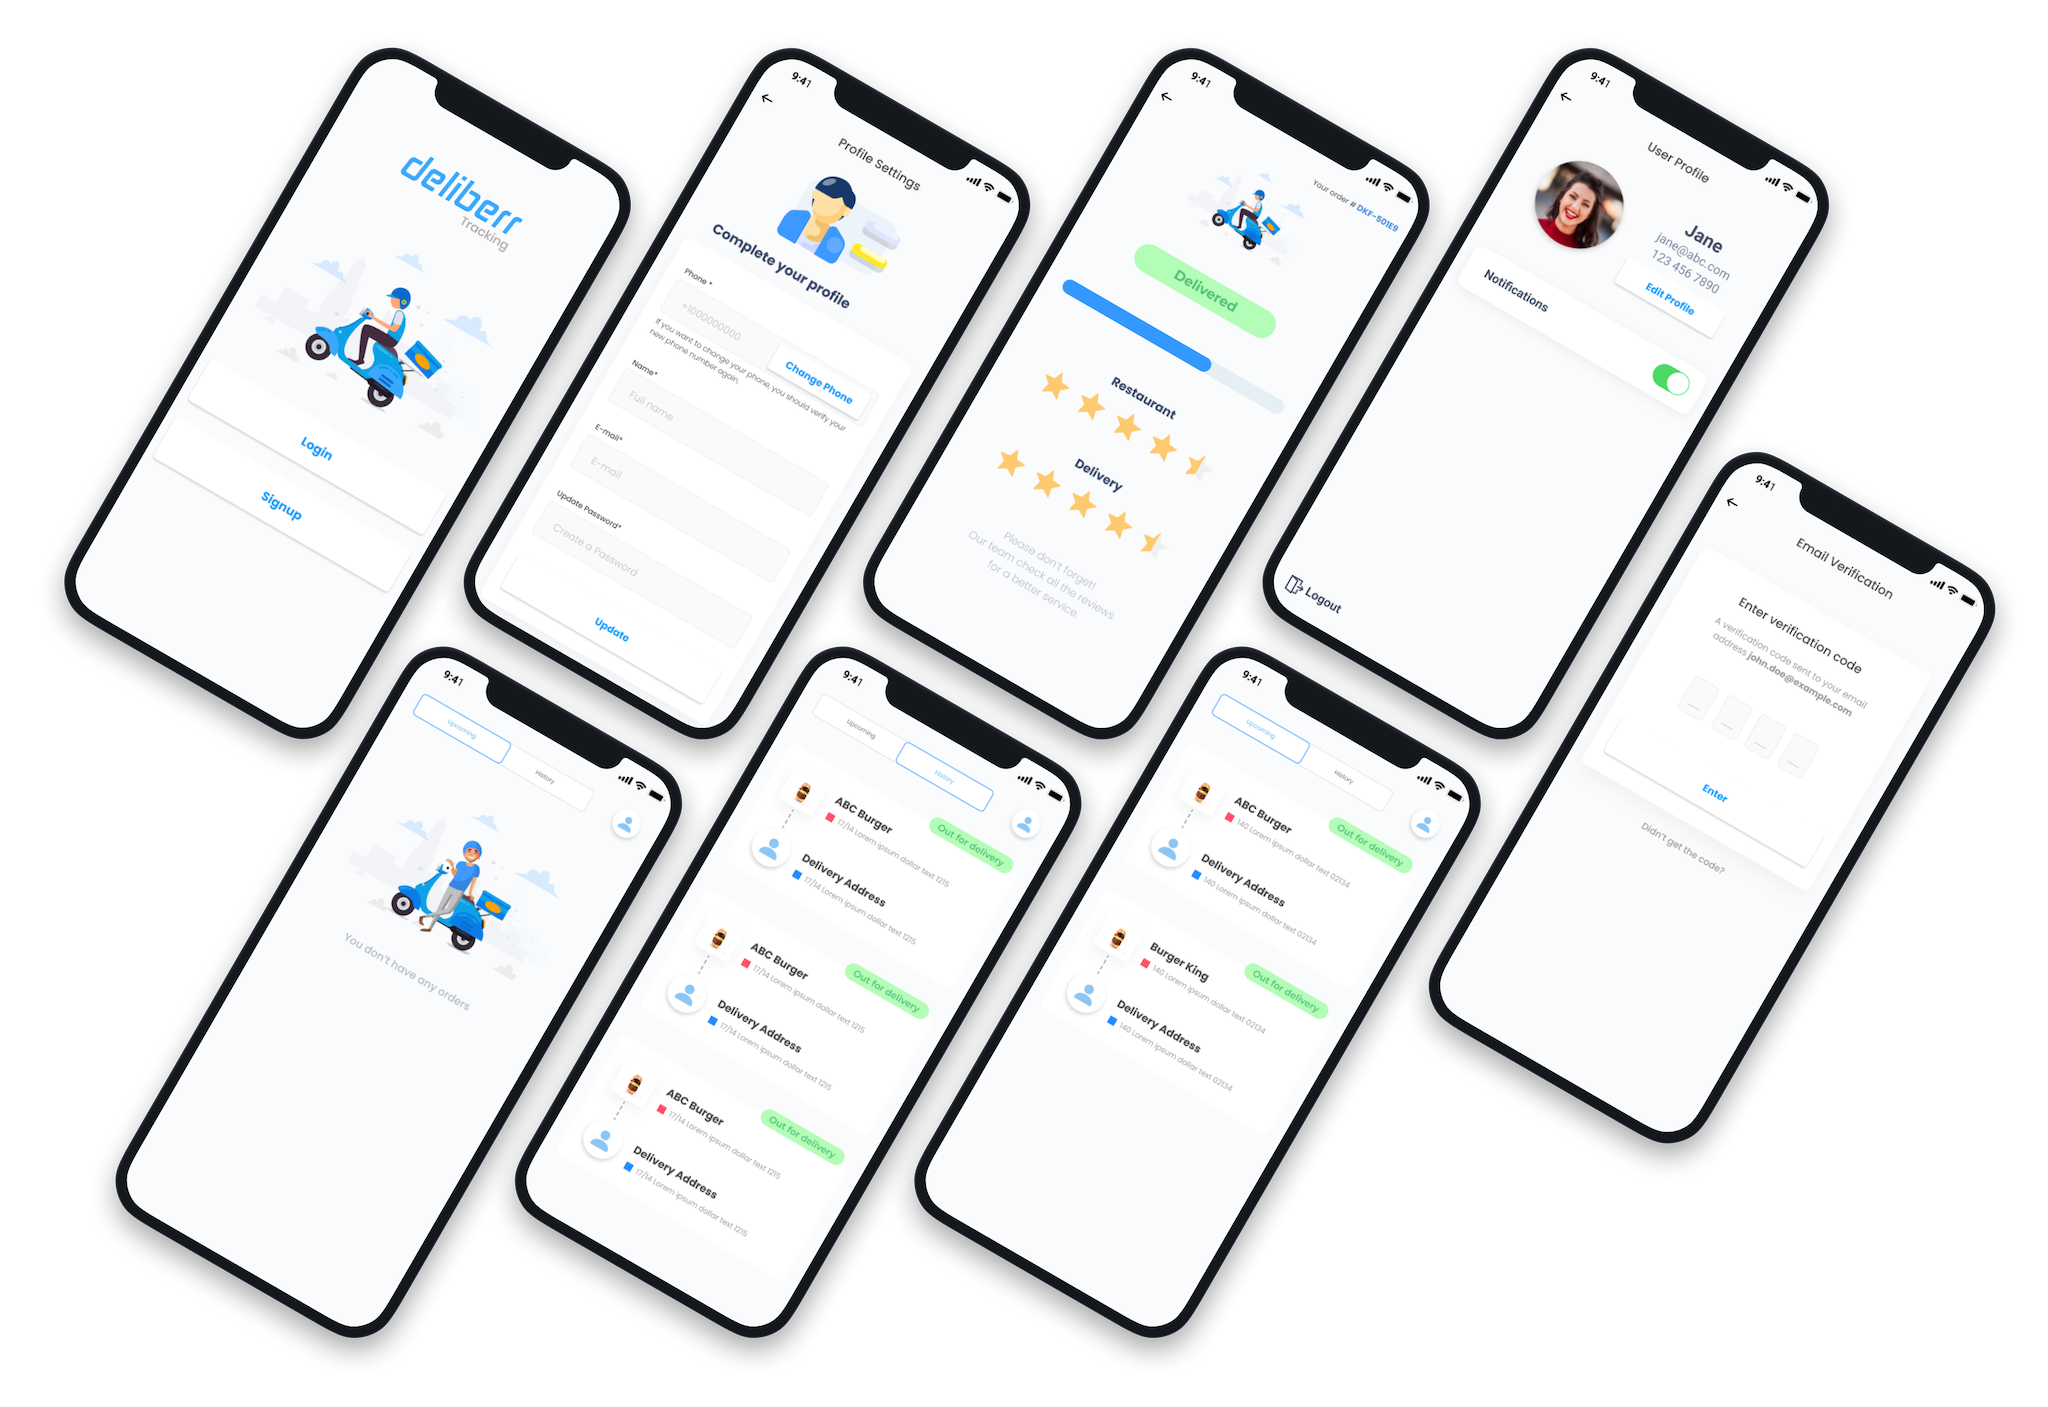 deliberr
Tracking
Login
Signup
9:41
Profile Settings
Complete your profile
Phone *
+1000000000
Change Phone
If you want to change your phone, you should verify your
new phone number again.
Name*
Full name
E-mail*
E-mail
Update Password*
Create a Password
Update
9:41
Your order # DKF-501E9
Delivered
Restaurant
Delivery
Please don't forget!
Our team check all the reviews
for a better service.
9:41
User Profile
Jane
jane@abc.com
123 456 7890
Edit Profile
Notifications
Logout
9:41
Email Verification
Enter verification code
A verification code sent to your email
address john.doe@example.com
Enter
Didn't get the code?
9:41
Upcoming
History
You don't have any orders
9:41
Upcoming
History
ABC Burger
17/14 Lorem ipsum dollar text 1215
Out for delivery
Delivery Address
17/14 Lorem ipsum dollar text 1215
ABC Burger
17/14 Lorem ipsum dollar text 1215
Out for delivery
Delivery Address
17/14 Lorem ipsum dollar text 1215
ABC Burger
17/14 Lorem ipsum dollar text 1215
Out for delivery
Delivery Address
17/14 Lorem ipsum dollar text 1215
9:41
Upcoming
History
ABC Burger
140 Lorem ipsum dollar text 02134
Out for delivery
Delivery Address
140 Lorem ipsum dollar text 02134
Burger King
140 Lorem ipsum dollar text 02134
Out for delivery
Delivery Address
140 Lorem ipsum dollar text 02134